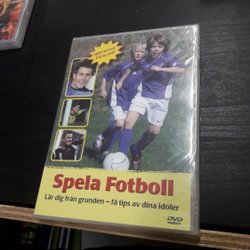 Spela Fotboll
Lär dig från grunden – få tips av dina idoler
DVD